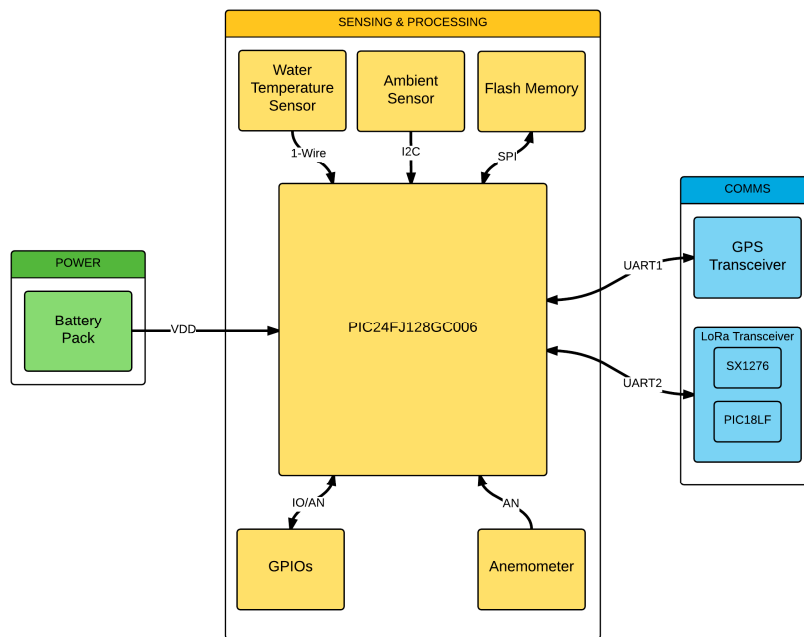 SENSING & PROCESSING
Water
Temperature
Sensor
Ambient
Sensor
Flash Memory
1-Wire
I2C
SPI
COMMS
GPS
Transceiver
UART1
POWER
Battery
Pack
VDD
PIC24FJ128GC006
LoRa Transceiver
SX1276
UART2
PIC18LF
IO/AN
AN
GPIOs
Anemometer